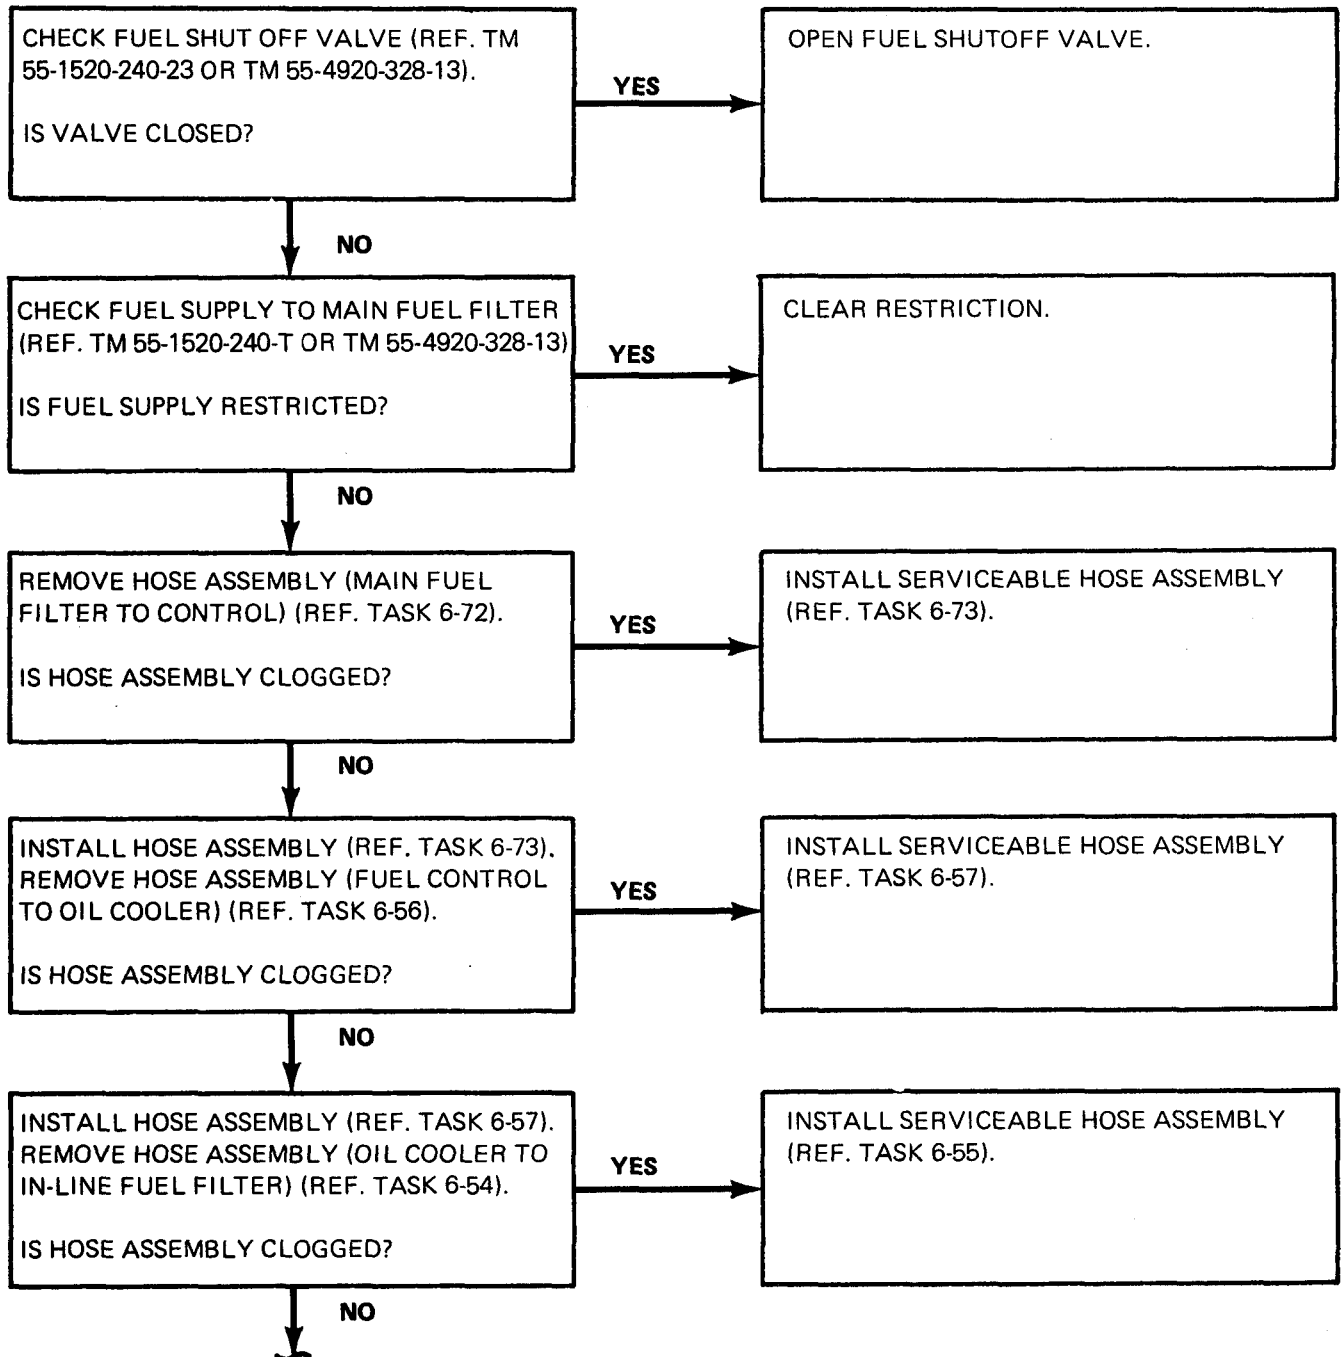 CHECK FUEL SHUT OFF VALVE (REF. TM
55-1520-240-23 OR TM 55-4920-328-13).
IS VALVE CLOSED?
YES
OPEN FUEL SHUTOFF VALVE.
NO
CHECK FUEL SUPPLY TO MAIN FUEL FILTER
(REF. TM 55-1520-240-T OR TM 55-4920-328-13)
IS FUEL SUPPLY RESTRICTED?
YES
CLEAR RESTRICTION.
NO
REMOVE HOSE ASSEMBLY (MAIN FUEL
FILTER TO CONTROL) (REF. TASK 6-72).
IS HOSE ASSEMBLY CLOGGED?
YES
INSTALL SERVICEABLE HOSE ASSEMBLY
(REF. TASK 6-73).
NO
INSTALL HOSE ASSEMBLY (REF. TASK 6-73).
REMOVE HOSE ASSEMBLY (FUEL CONTROL
TO OIL COOLER) (REF. TASK 6-56).
IS HOSE ASSEMBLY CLOGGED?
YES
INSTALL SERVICEABLE HOSE ASSEMBLY
(REF. TASK 6-57).
NO
INSTALL HOSE ASSEMBLY (REF. TASK 6-57).
REMOVE HOSE ASSEMBLY (OIL COOLER TO
IN-LINE FUEL FILTER) (REF. TASK 6-54).
IS HOSE ASSEMBLY CLOGGED?
YES
INSTALL SERVICEABLE HOSE ASSEMBLY
(REF. TASK 6-55).
NO